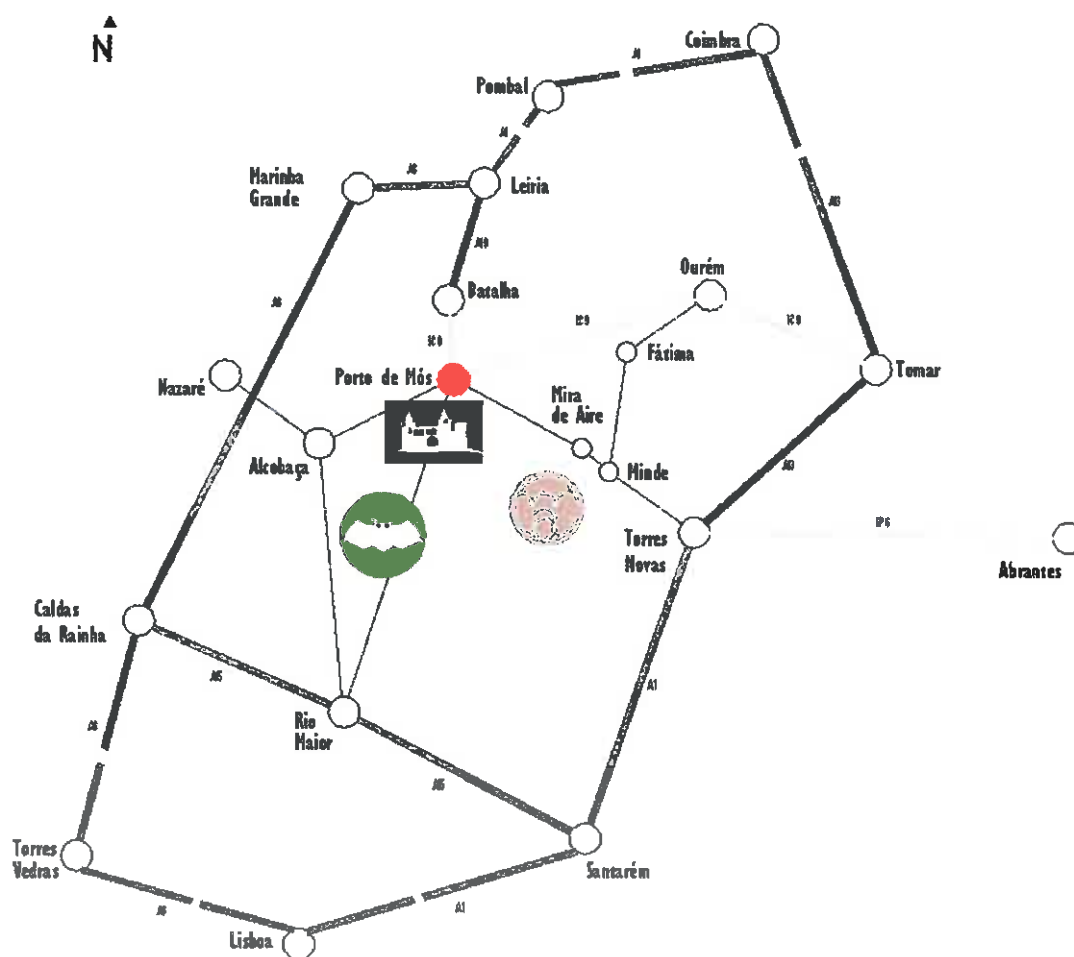 N
Coimbra
Pombal
Marinha
Grande
Leiria
Batalha
Ourém
Fátima
Tomar
Nazaré
Porto de Mós
Mira
de Aire
Alcobaça
Minde
Torres
Novas
IP6
Abrantes
Caldas
da Rainha
A1
Rio
Maior
Torres
Vedras
Santarém
A1
Lisboa